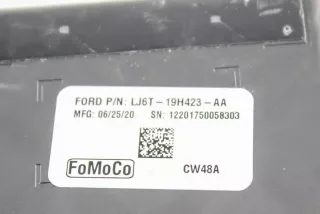 FORD P/N: LJ6T-19H423-AA
MFG: 06/25/20 SN: 12201750058303
FoMoCo
CW48A